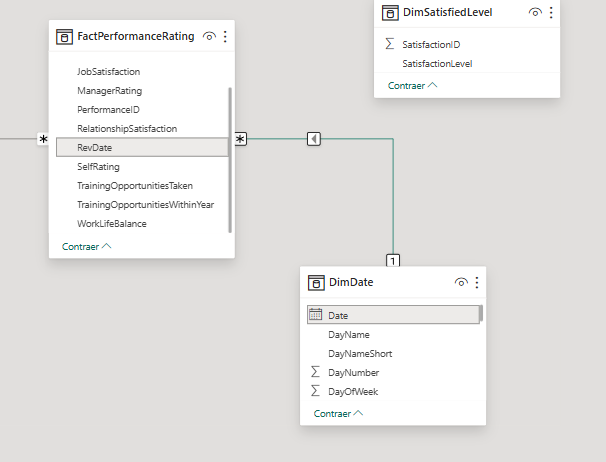 FactPerformanceRating
JobSatisfaction
ManagerRating
PerformanceID
RelationshipSatisfaction
RevDate
SelfRating
TrainingOpportunitiesTaken
TrainingOpportunitiesWithinYear
WorkLifeBalance
Contraer
DimSatisfiedLevel
∑ SatisfactionID
SatisfactionLevel
Contraer
*
*
1
DimDate
Date
DayName
DayNameShort
∑ DayNumber
∑ DayOfWeek
Contraer